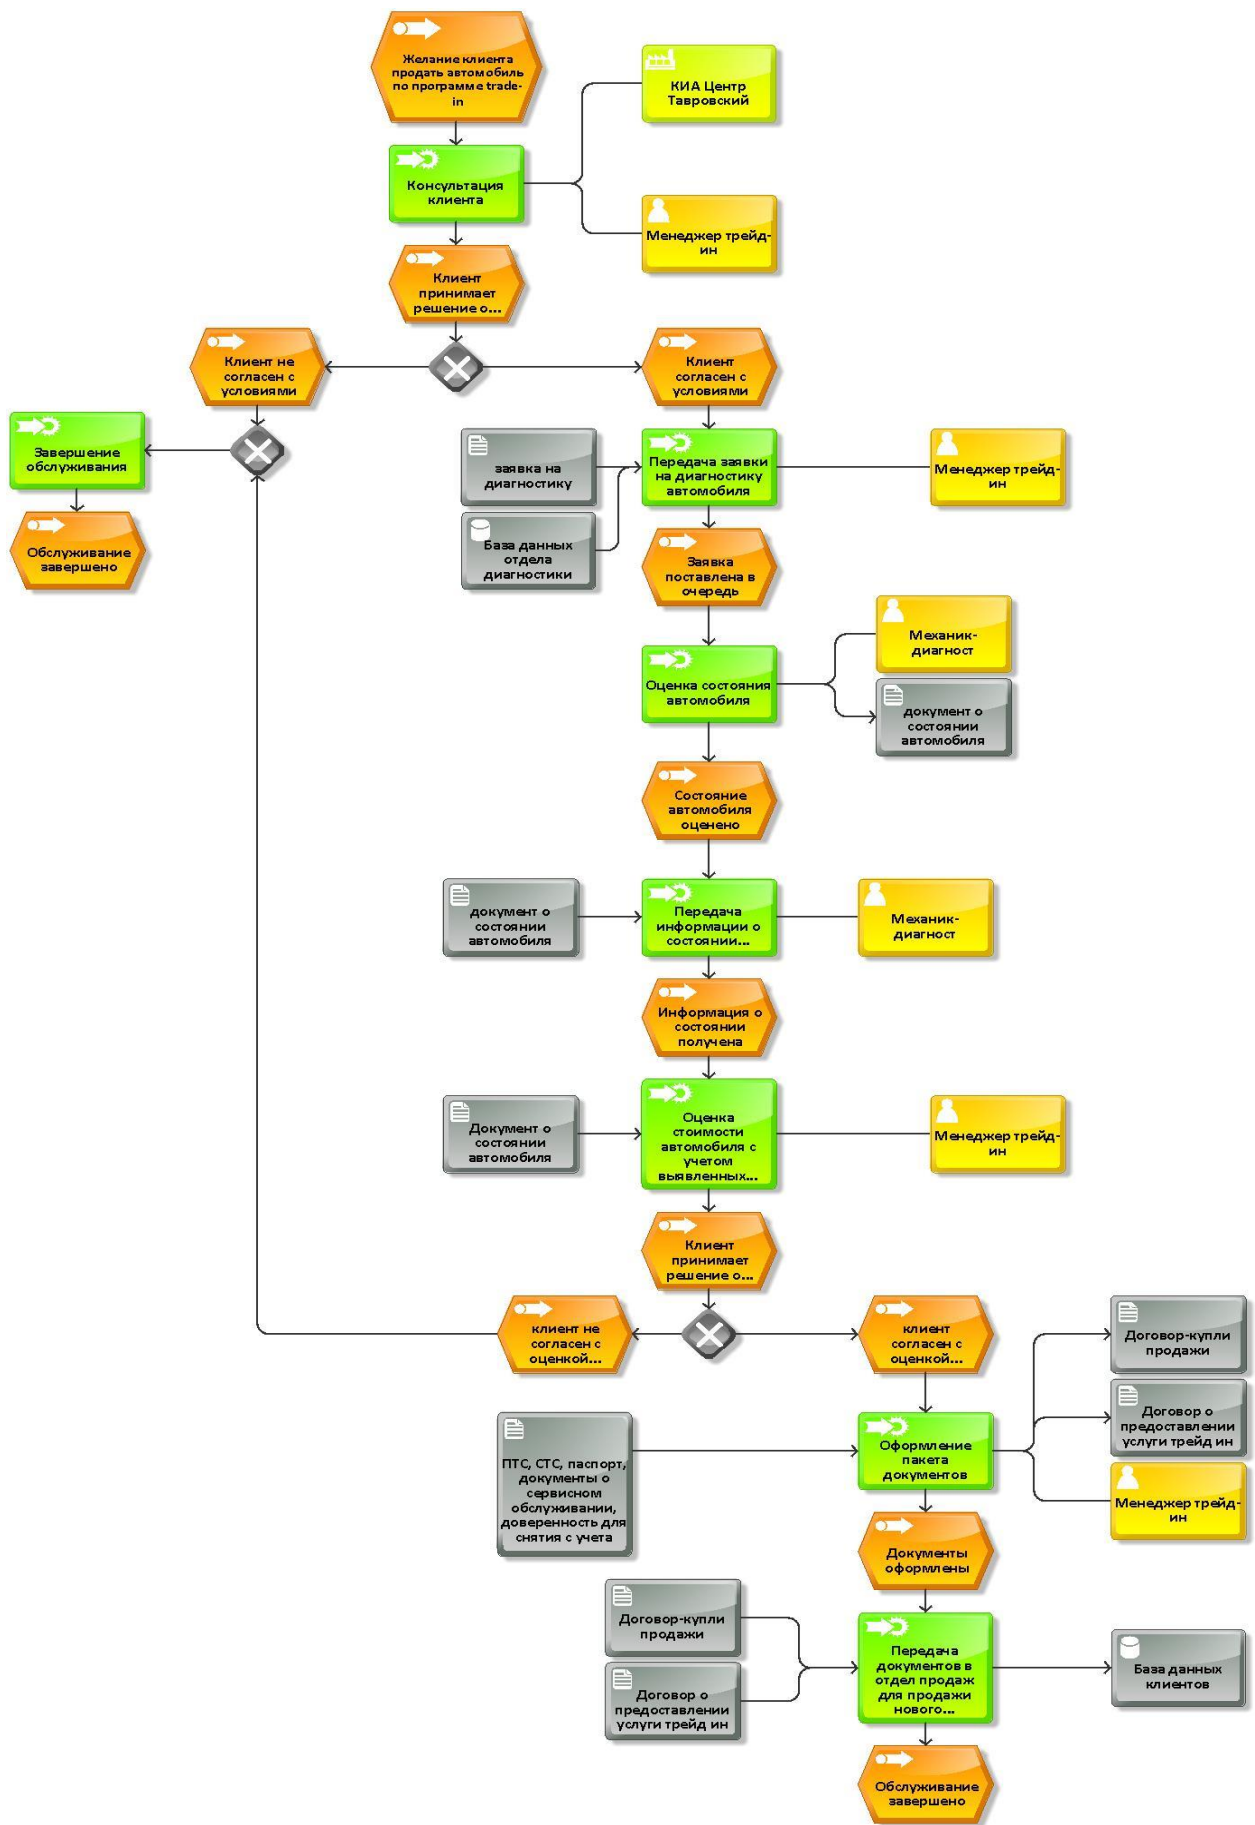 Желание клиента
продать автомобиль
по программе trade-
in
КИА Центр
Тавровский
Консультация
клиента
Менеджер трейд-
ин
Клиент
принимает
решение о...
Клиент не
согласен с
условиями
Клиент
согласен с
условиями
Завершение
обслуживания
заявка на
диагностику
Передача заявки
на диагностику
автомобиля
Менеджер трейд-
ин
Обслуживание
завершено
База данных
отдела
диагностики
Заявка
поставлена в
очередь
Механик-
диагност
Оценка состояния
автомобиля
документ о
состоянии
автомобиля
Состояние
автомобиля
оценено
документ о
состоянии
автомобиля
Передача
информации о
состоянии...
Механик-
диагност
Информация о
состоянии
получена
Документ о
состоянии
автомобиля
Оценка
стоимости
автомобиля с
учетом
выявленных...
Менеджер трейд-
ин
Клиент
принимает
решение о...
клиент не
согласен с
оценкой...
клиент
согласен с
оценкой...
Договор-купли
продажи
Договор о
предоставлении
услуги трейд ин
ПТС, СТС, паспорт,
документы о
сервисном
обслуживании,
доверенность для
снятия с учета
Оформление
пакета
документов
Менеджер трейд-
ин
Документы
оформлены
Договор-купли
продажи
Договор о
предоставлении
услуги трейд ин
Передача
документов в
отдел продаж
для продажи
нового...
База данных
клиентов
Обслуживание
завершено